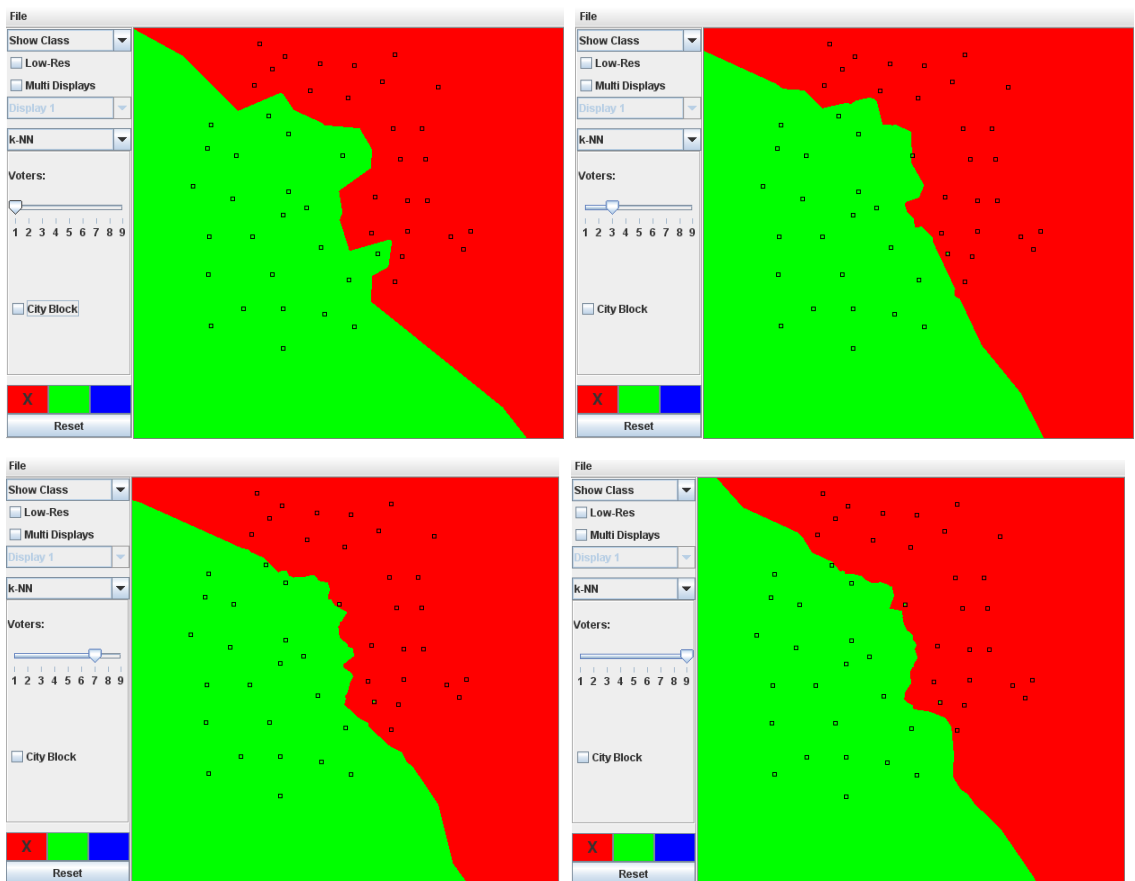 File
Show Class
Low-Res
Multi Displays
Display 1
k-NN
Voters:
1 2 3 4 5 6 7 8 9
City Block
X
Reset
File
Show Class
Low-Res
Multi Displays
Display 1
k-NN
Voters:
1 2 3 4 5 6 7 8 9
City Block
X
Reset
File
Show Class
Low-Res
Multi Displays
Display 1
k-NN
Voters:
1 2 3 4 5 6 7 8 9
City Block
X
Reset
File
Show Class
Low-Res
Multi Displays
Display 1
k-NN
Voters:
1 2 3 4 5 6 7 8 9
City Block
X
Reset